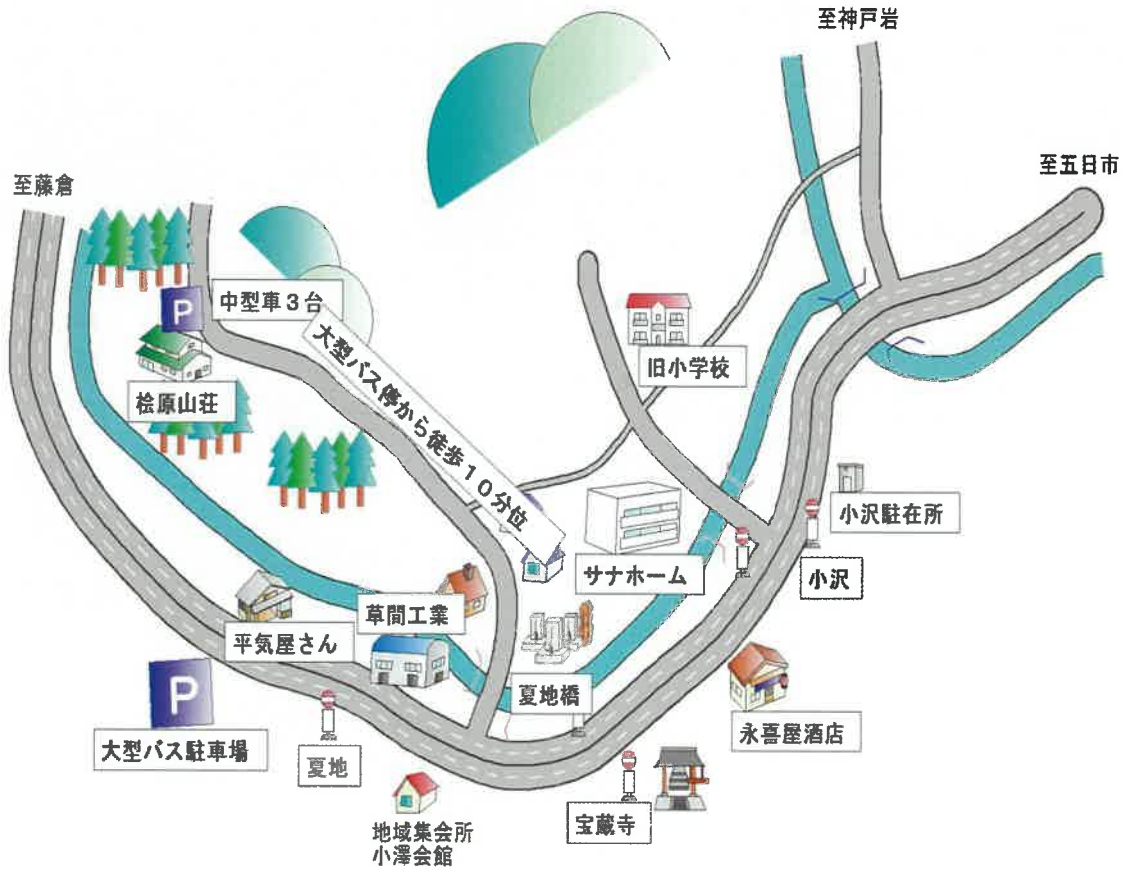 至神戸岩
至五日市
至藤倉
P
中型車3台
大型バス停から徒歩10分位
旧小学校
桧原山荘
小沢駐在所
サナホーム
小沢
草間工業
平気屋さん
夏地橋
P
永喜屋酒店
大型バス駐車場
夏地
宝蔵寺
地域集会所
小澤会館